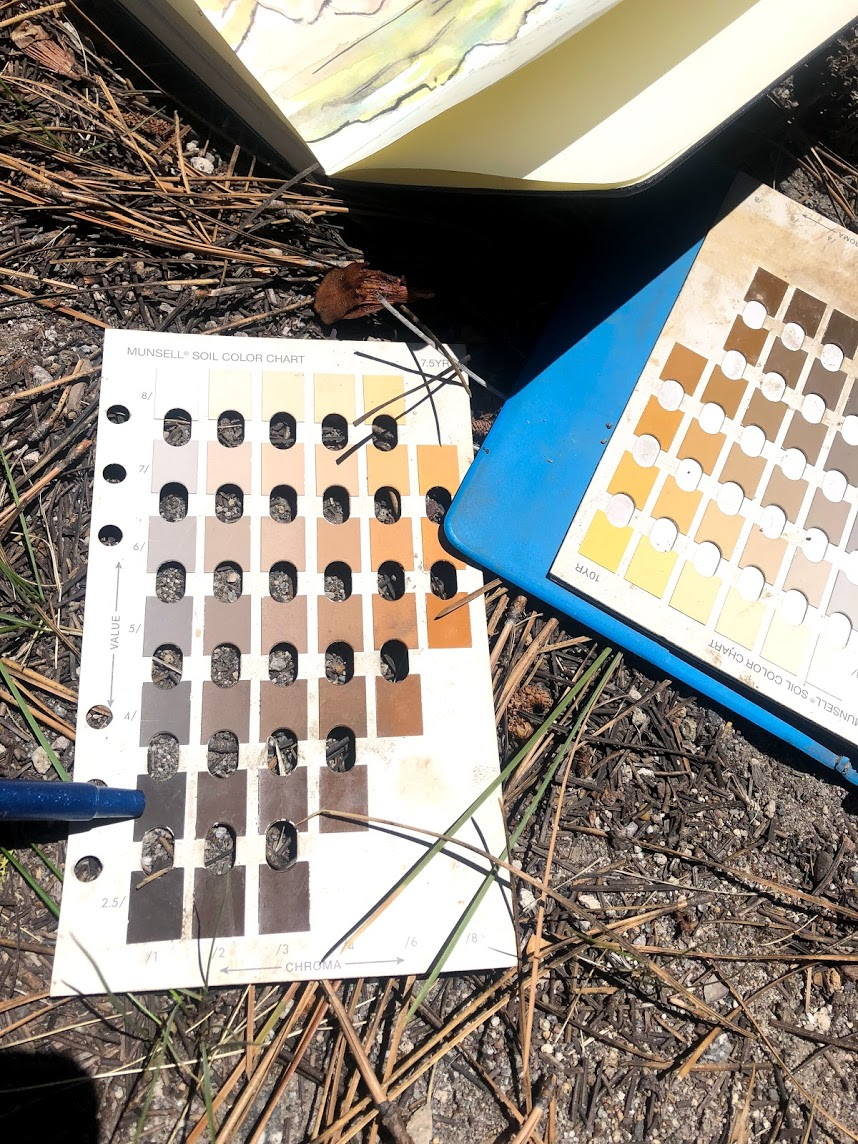 MUNSELL® SOIL COLOR CHART
7.5YR
8/
7/
6/
5/
4/
2.5/
VALUE
/1
/2
/3
/4
/6
/8
CHROMA
10YR
MUNSELL® SOIL COLOR CHART